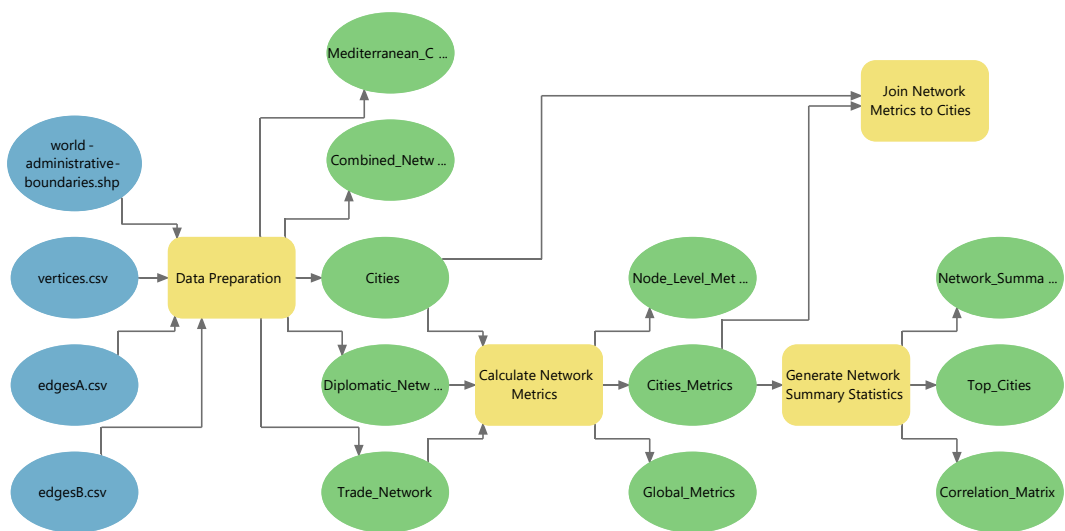 Mediterranean_C ...
Join Network
Metrics to Cities
world -
administrative-
boundaries.shp
Combined_Netw ...
vertices.csv
Data Preparation
Cities
Node_Level_Met ...
Network_Summa ...
edgesA.csv
Diplomatic_Netw ...
Calculate Network
Metrics
Cities_Metrics
Generate Network
Summary Statistics
Top_Cities
edgesB.csv
Trade_Network
Global_Metrics
Correlation_Matrix